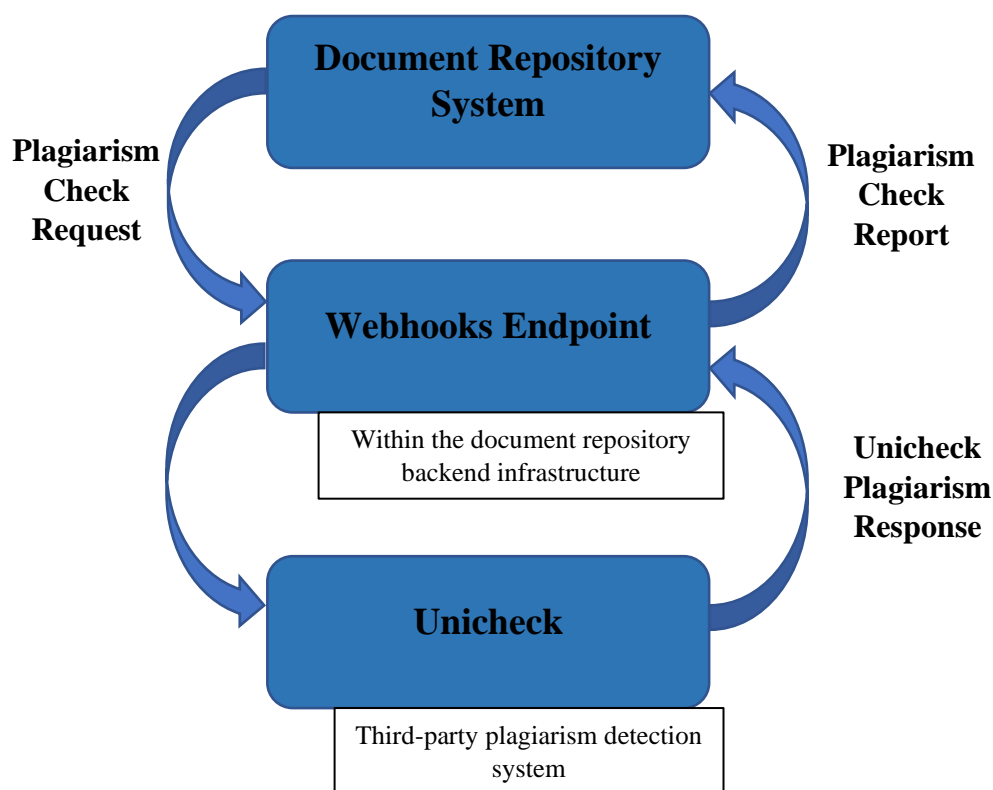 Document Repository
System
Plagiarism
Check
Request
Plagiarism
Check
Report
Webhooks Endpoint
Within the document repository
backend infrastructure
Unicheck
Plagiarism
Response
Unicheck
Third-party plagiarism detection
system